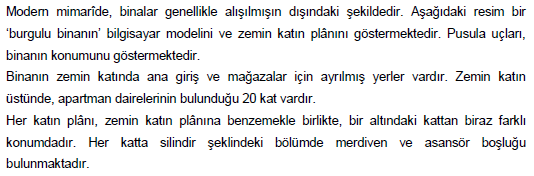 Modern mimarîde, binalar genellikle alışılmışın dışındaki şekildedir. Aşağıdaki resim bir
‘burgulu binanın’ bilgisayar modelini ve zemin katın plânını göstermektedir. Pusula uçları,
binanın konumunu göstermektedir.
Binanın zemin katında ana giriş ve mağazalar için ayrılmış yerler vardır. Zemin katın
üstünde, apartman dairelerinin bulunduğu 20 kat vardır.
Her katın plânı, zemin katın plânına benzemekle birlikte, bir altındaki kattan biraz farklı
konumdadır. Her katta silindir şeklindeki bölümde merdiven ve asansör boşluğu
bulunmaktadır.